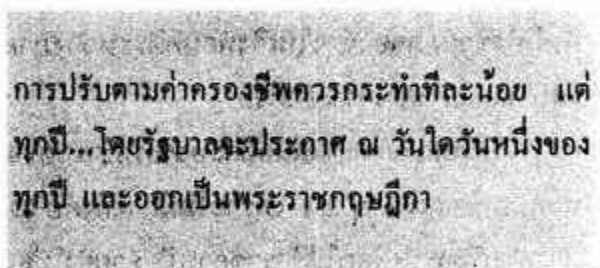 การปรับตามค่าครองชีพควรกระทำทีละน้อย แต่
ทุกปี...โดยรัฐบาลจะประกาศ ณ วันใดวันหนึ่งของ
ทุกปี และออกเป็นพระราชกฤษฎีกา